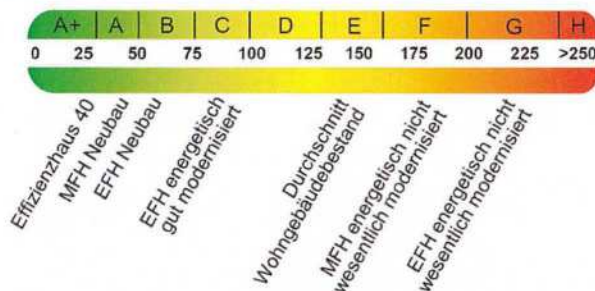 A+ A B C D E F G H
0 25 50 75 100 125 150 175 200 225 >250
Effizienzhaus 40
MFH Neubau
EFH Neubau
EFH energetisch
gut modernisiert
Durchschnitt
Wohngebäudebestand
MFH energetisch nicht
wesentlich modernisiert
EFH energetisch nicht
wesentlich modernisiert